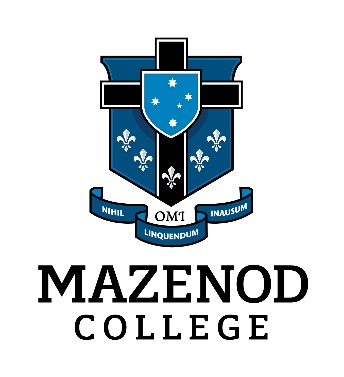 NIHIL OMI INAUSUM
LINQUENDUM
MAZENOD
COLLEGE